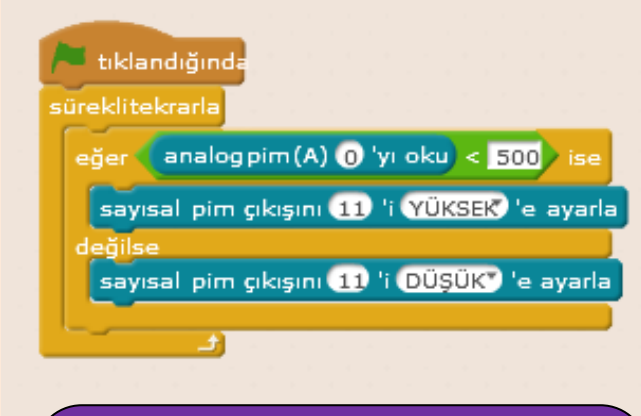 tıklandığında
süreklitekrarla
eğer analogpim(A) 0 'yı oku < 500 ise
sayısal pim çıkışını 11 'i YÜKSEK 'e ayarla
değilse
sayısal pim çıkışını 11 'i DÜŞÜK 'e ayarla